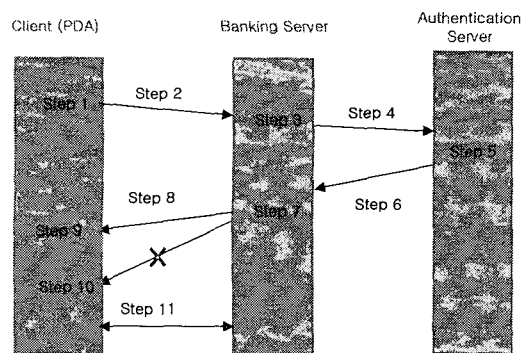 Client (PDA)
Banking Server
Authentication
Server
Step 1
Step 2
Step 3
Step 4
Step 5
Step 6
Step 7
Step 8
Step 9
Step 10
Step 11